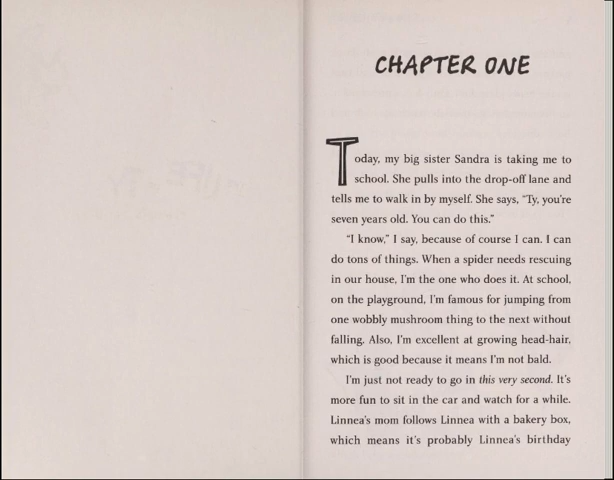 CHAPTER ONE
Today, my big sister Sandra is taking me to
school. She pulls into the drop-off lane and
tells me to walk in by myself. She says, “Ty, you’re
seven years old. You can do this.”
“I know,” I say, because of course I can. I can
do tons of things. When a spider needs rescuing
in our house, I’m the one who does it. At school,
on the playground, I’m famous for jumping from
one wobbly mushroom thing to the next without
falling. Also, I’m excellent at growing head-hair,
which is good because it means I’m not bald.
I’m just not ready to go in this very second. It’s
more fun to sit in the car and watch for a while.
Linnea’s mom follows Linnea with a bakery box,
which means it’s probably Linnea’s birthday